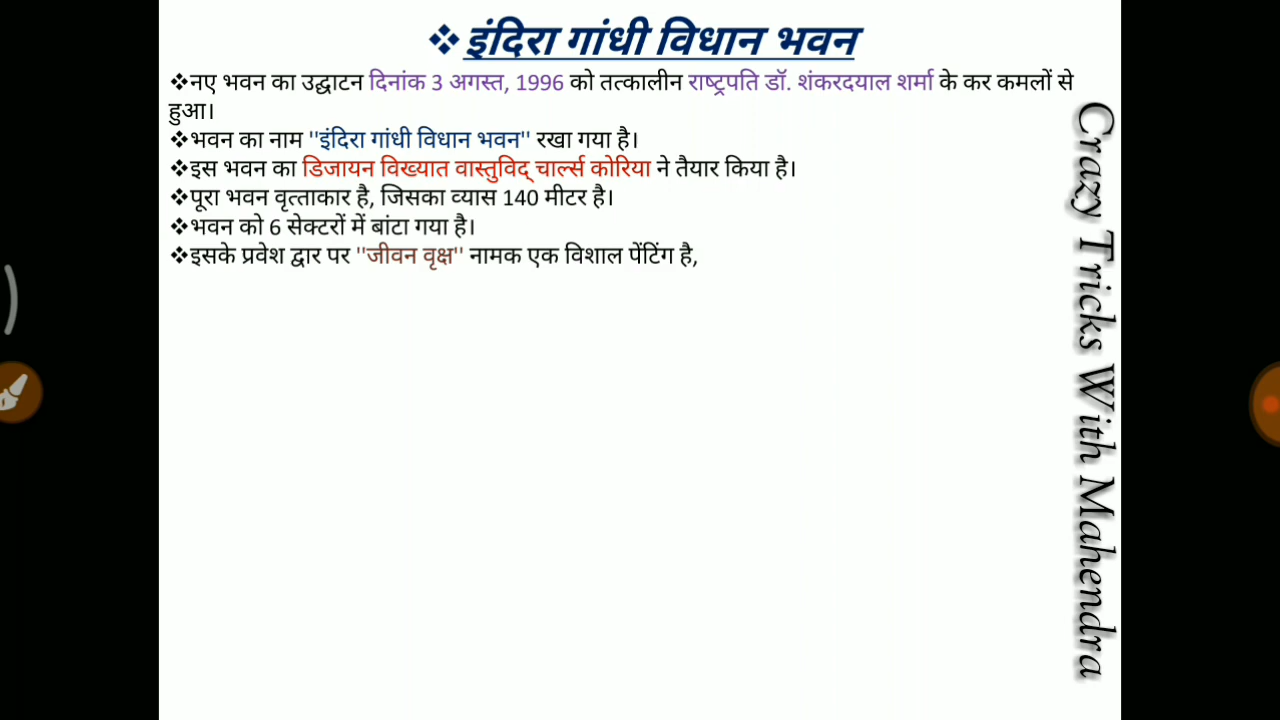 ❖इंदिरा गांधी विधान भवन
❖नए भवन का उद्घाटन दिनांक 3 अगस्त, 1996 को तत्कालीन राष्ट्रपति डॉ. शंकरदयाल शर्मा के कर कमलों से
हुआ।
❖भवन का नाम "इंदिरा गांधी विधान भवन" रखा गया है।
❖इस भवन का डिजायन विख्यात वास्तुविद् चार्ल्स कोरिया ने तैयार किया है।
❖पूरा भवन वृत्ताकार है, जिसका व्यास 140 मीटर है।
❖भवन को 6 सेक्टरों में बांटा गया है।
❖इसके प्रवेश द्वार पर "जीवन वृक्ष" नामक एक विशाल पेंटिंग है,
Crazy Tricks With Mahendra